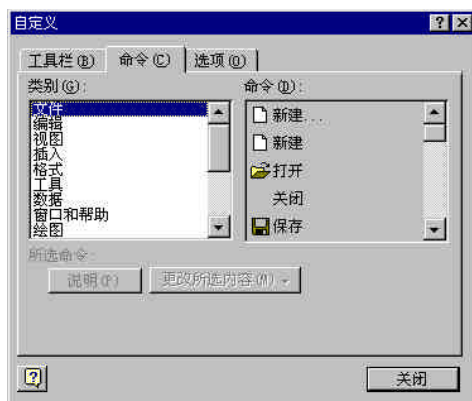 自定义
工具栏(B) 命令(C) 选项(O)
类别(G):
文件
编辑
视图
插入
格式
工具
数据
窗口和帮助
绘图
命令(D):
新建...
新建
打开
关闭
保存
所选命令:
说明(P) 更改所选内容(M)
关闭